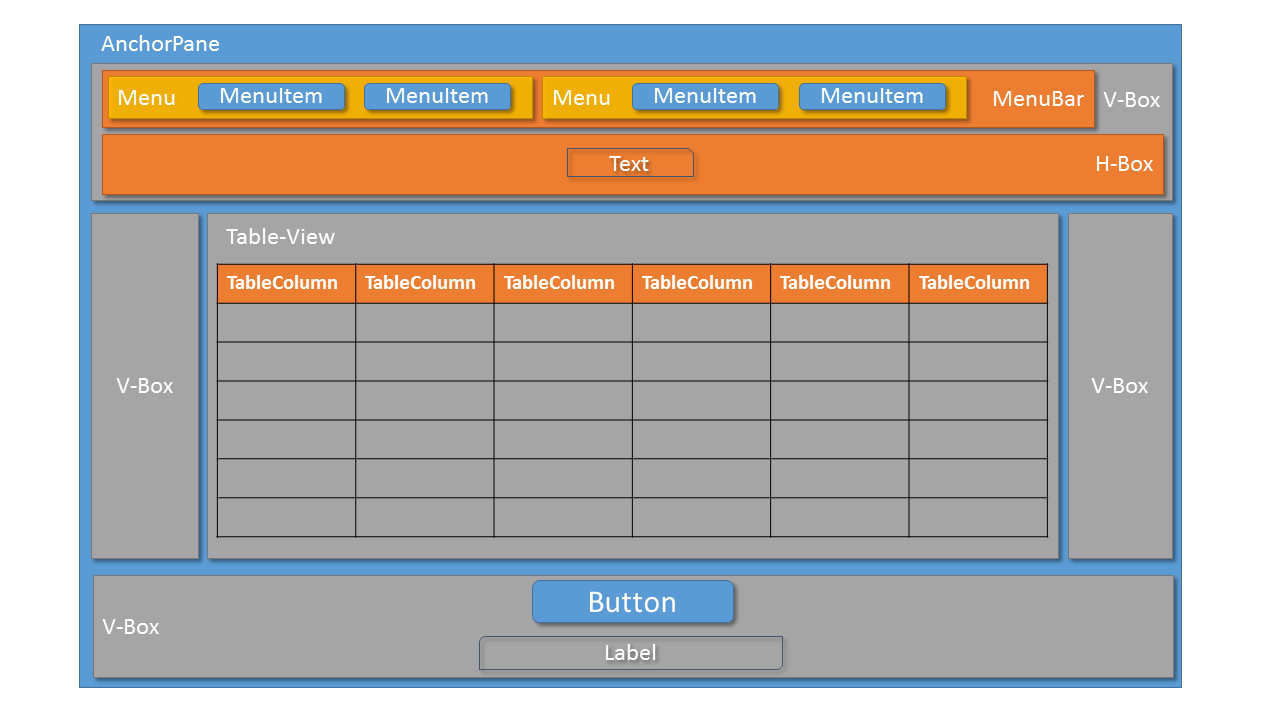 AnchorPane
Menu MenuItem MenuItem Menu MenuItem MenuItem MenuBar V-Box
Text H-Box
Table-View
TableColumn TableColumn TableColumn TableColumn TableColumn TableColumn
V-Box V-Box
Button
V-Box
Label